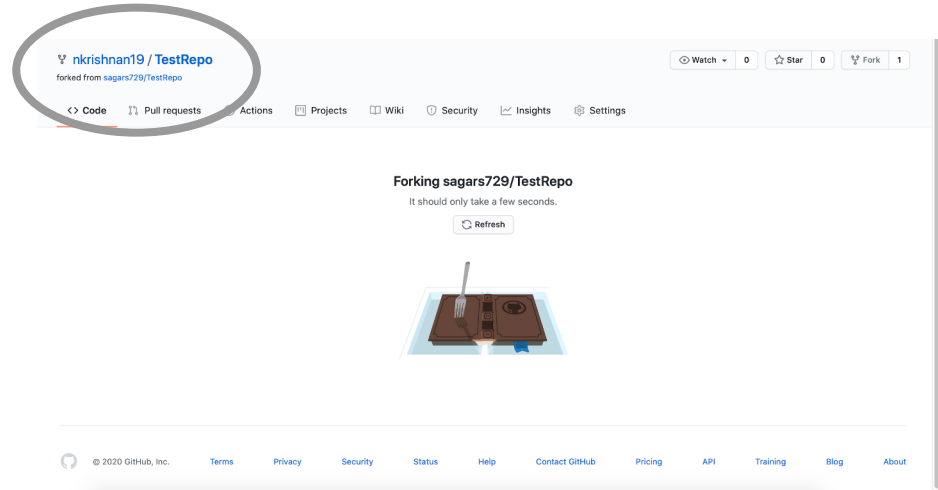 nkrishnan19 / TestRepo
forked from sagars729/TestRepo
Watch 0 Star 0 Fork 1
<> Code Pull requests Actions Projects Wiki Security Insights Settings
Forking sagars729/TestRepo
It should only take a few seconds.
Refresh
© 2020 GitHub, Inc. Terms Privacy Security Status Help Contact GitHub Pricing API Training Blog About